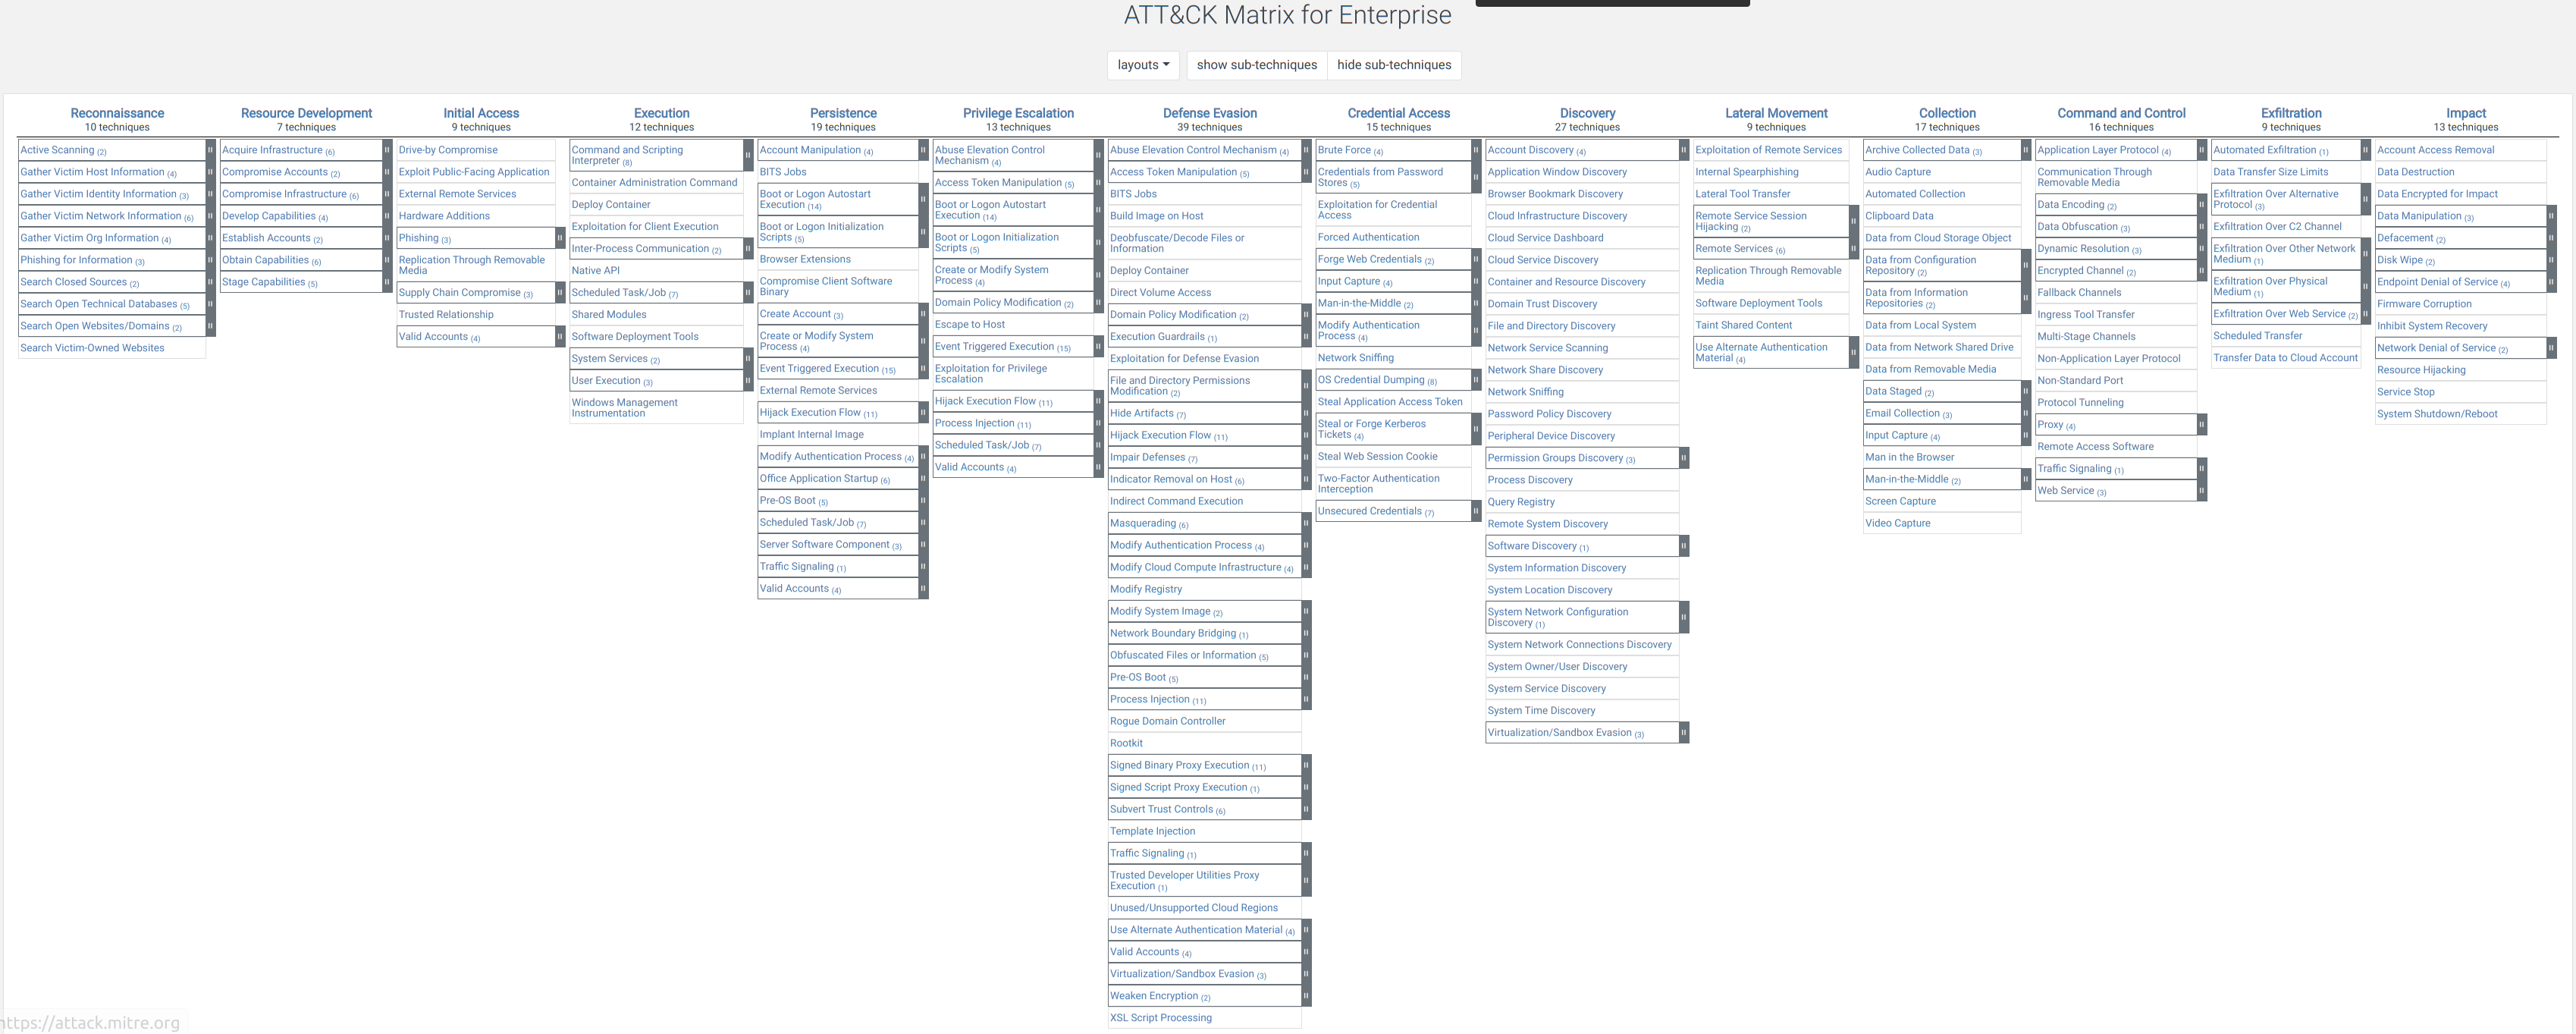 ATT&CK Matrix for Enterprise
layouts
show sub-techniques
hide sub-techniques
Reconnaissance
10 techniques
Active Scanning (2)
Gather Victim Host Information (4)
Gather Victim Identity Information (3)
Gather Victim Network Information (6)
Gather Victim Org Information (4)
Phishing for Information (3)
Search Closed Sources (2)
Search Open Technical Databases (5)
Search Open Websites/Domains (2)
Search Victim-Owned Websites
Resource Development
7 techniques
Acquire Infrastructure (6)
Compromise Accounts (2)
Compromise Infrastructure (6)
Develop Capabilities (4)
Establish Accounts (2)
Obtain Capabilities (6)
Stage Capabilities (5)
Initial Access
9 techniques
Drive-by Compromise
Exploit Public-Facing Application
External Remote Services
Hardware Additions
Phishing (3)
Replication Through Removable
Media
Supply Chain Compromise (3)
Trusted Relationship
Valid Accounts (4)
Execution
12 techniques
Command and Scripting
Interpreter (8)
Container Administration Command
Deploy Container
Exploitation for Client Execution
Inter-Process Communication (2)
Native API
Scheduled Task/Job (7)
Shared Modules
Software Deployment Tools
System Services (2)
User Execution (3)
Windows Management
Instrumentation
Persistence
19 techniques
Account Manipulation (4)
BITS Jobs
Boot or Logon Autostart
Execution (14)
Boot or Logon Initialization
Scripts (5)
Browser Extensions
Compromise Client Software
Binary
Create Account (3)
Create or Modify System
Process (4)
Event Triggered Execution (15)
External Remote Services
Hijack Execution Flow (11)
Implant Internal Image
Modify Authentication Process (4)
Office Application Startup (6)
Pre-OS Boot (5)
Scheduled Task/Job (7)
Server Software Component (3)
Traffic Signaling (1)
Valid Accounts (4)
Privilege Escalation
13 techniques
Abuse Elevation Control
Mechanism (4)
Access Token Manipulation (5)
Boot or Logon Autostart
Execution (14)
Boot or Logon Initialization
Scripts (5)
Create or Modify System
Process (4)
Domain Policy Modification (2)
Escape to Host
Event Triggered Execution (15)
Exploitation for Privilege
Escalation
Hijack Execution Flow (11)
Process Injection (11)
Scheduled Task/Job (7)
Valid Accounts (4)
Defense Evasion
39 techniques
Abuse Elevation Control Mechanism (4)
Access Token Manipulation (5)
BITS Jobs
Build Image on Host
Deobfuscate/Decode Files or
Information
Deploy Container
Direct Volume Access
Domain Policy Modification (2)
Execution Guardrails (1)
Exploitation for Defense Evasion
File and Directory Permissions
Modification (2)
Hide Artifacts (7)
Hijack Execution Flow (11)
Impair Defenses (7)
Indicator Removal on Host (6)
Indirect Command Execution
Masquerading (6)
Modify Authentication Process (4)
Modify Cloud Compute Infrastructure (4)
Modify Registry
Modify System Image (2)
Network Boundary Bridging (1)
Obfuscated Files or Information (5)
Pre-OS Boot (5)
Process Injection (11)
Rogue Domain Controller
Rootkit
Signed Binary Proxy Execution (11)
Signed Script Proxy Execution (1)
Subvert Trust Controls (6)
Template Injection
Traffic Signaling (1)
Trusted Developer Utilities Proxy
Execution (1)
Unused/Unsupported Cloud Regions
Use Alternate Authentication Material (4)
Valid Accounts (4)
Virtualization/Sandbox Evasion (3)
Weaken Encryption (2)
XSL Script Processing
Credential Access
15 techniques
Brute Force (4)
Credentials from Password
Stores (5)
Exploitation for Credential
Access
Forced Authentication
Forge Web Credentials (2)
Input Capture (4)
Man-in-the-Middle (2)
Modify Authentication
Process (4)
Network Sniffing
OS Credential Dumping (8)
Steal Application Access Token
Steal or Forge Kerberos
Tickets (4)
Steal Web Session Cookie
Two-Factor Authentication
Interception
Unsecured Credentials (7)
Discovery
27 techniques
Account Discovery (4)
Application Window Discovery
Browser Bookmark Discovery
Cloud Infrastructure Discovery
Cloud Service Dashboard
Cloud Service Discovery
Container and Resource Discovery
Domain Trust Discovery
File and Directory Discovery
Network Service Scanning
Network Share Discovery
Network Sniffing
Password Policy Discovery
Peripheral Device Discovery
Permission Groups Discovery (3)
Process Discovery
Query Registry
Remote System Discovery
Software Discovery (1)
System Information Discovery
System Location Discovery
System Network Configuration
Discovery (1)
System Network Connections Discovery
System Owner/User Discovery
System Service Discovery
System Time Discovery
Virtualization/Sandbox Evasion (3)
Lateral Movement
9 techniques
Exploitation of Remote Services
Internal Spearphishing
Lateral Tool Transfer
Remote Service Session
Hijacking (2)
Remote Services (6)
Replication Through Removable
Media
Software Deployment Tools
Taint Shared Content
Use Alternate Authentication
Material (4)
Collection
17 techniques
Archive Collected Data (3)
Audio Capture
Automated Collection
Clipboard Data
Data from Cloud Storage Object
Data from Configuration
Repository (2)
Data from Information
Repositories (2)
Data from Local System
Data from Network Shared Drive
Data from Removable Media
Data Staged (2)
Email Collection (3)
Input Capture (4)
Man in the Browser
Man-in-the-Middle (2)
Screen Capture
Video Capture
Command and Control
16 techniques
Application Layer Protocol (4)
Communication Through
Removable Media
Data Encoding (2)
Data Obfuscation (3)
Dynamic Resolution (3)
Encrypted Channel (2)
Fallback Channels
Ingress Tool Transfer
Multi-Stage Channels
Non-Application Layer Protocol
Non-Standard Port
Protocol Tunneling
Proxy (4)
Remote Access Software
Traffic Signaling (1)
Web Service (3)
Exfiltration
9 techniques
Automated Exfiltration (1)
Data Transfer Size Limits
Exfiltration Over Alternative
Protocol (3)
Exfiltration Over C2 Channel
Exfiltration Over Other Network
Medium (1)
Exfiltration Over Physical
Medium (1)
Exfiltration Over Web Service (2)
Scheduled Transfer
Transfer Data to Cloud Account
Impact
13 techniques
Account Access Removal
Data Destruction
Data Encrypted for Impact
Data Manipulation (3)
Defacement (2)
Disk Wipe (2)
Endpoint Denial of Service (4)
Firmware Corruption
Inhibit System Recovery
Network Denial of Service (2)
Resource Hijacking
Service Stop
System Shutdown/Reboot
https://attack.mitre.org